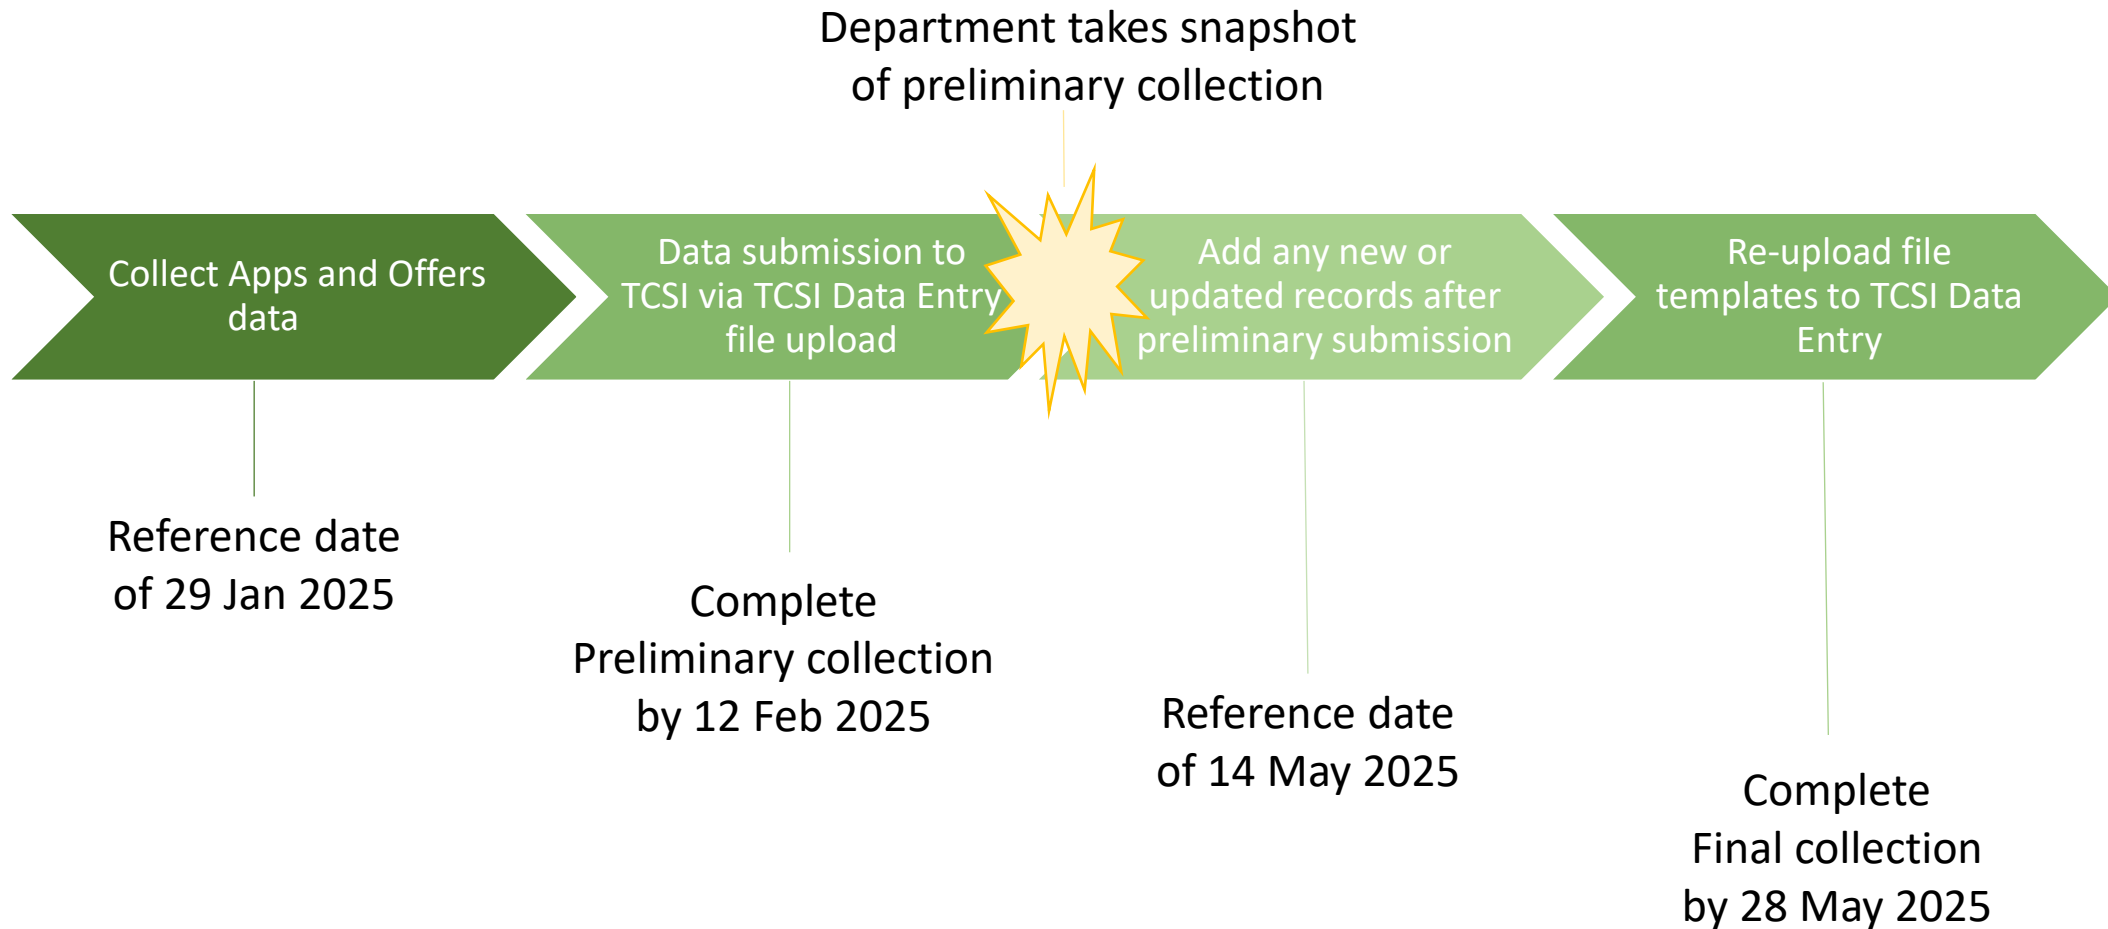 Department takes snapshot
of preliminary collection
Collect Apps and Offers
data
Data submission to
TCSI via TCSI Data Entry
file upload
Add any new or
updated records after
preliminary submission
Re-upload file
templates to TCSI Data
Entry
Reference date
of 29 Jan 2025
Complete
Preliminary collection
by 12 Feb 2025
Reference date
of 14 May 2025
Complete
Final collection
by 28 May 2025